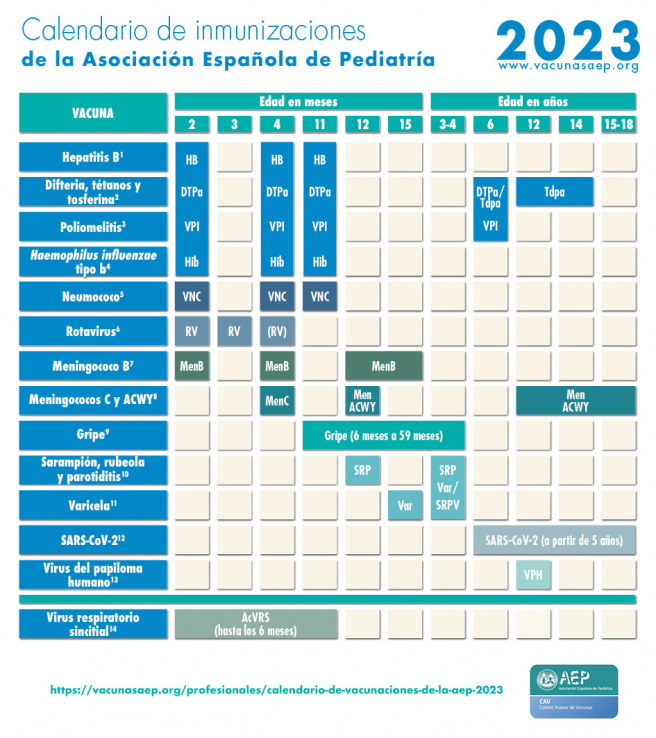 Calendario de inmunizaciones
de la Asociación Española de Pediatría
2023
www.vacunasaep.org
VACUNA
Edad en meses
Edad en años
2 3 4 11 12 15 3-4 6 12 14 15-18
Hepatitis B¹ HB HB HB
Difteria, tétanos y
tosferina² DTPa DTPa DTPa DTPa/
Tdpa Tdpa
Poliomelitis³ VPI VPI VPI VPI
Haemophilus influenzae
tipo b⁴ Hib Hib Hib
Neumococo⁵ VNC VNC VNC
Rotavirus⁶ RV RV (RV)
Meningococo B⁷ MenB MenB MenB
Meningococos C y ACWY⁸ MenC Men
ACWY Men
ACWY
Gripe⁹ Gripe (6 meses a 59 meses)
Sarampión, rubeola
y parotiditis¹⁰ SRP SRP
Varicela¹¹ Var Var/
SRPV
SARS-CoV-2¹² SARS-CoV-2 (a partir de 5 años)
Virus del papiloma
humano¹³ VPH
Virus respiratorio
sincitial¹⁴ AcVRS
(hasta los 6 meses)
https://vacunasaep.org/profesionales/calendario-de-vacunaciones-de-la-aep-2023
AEP
Asociación Española de Pediatría
CAV
Comité Asesor de Vacunas